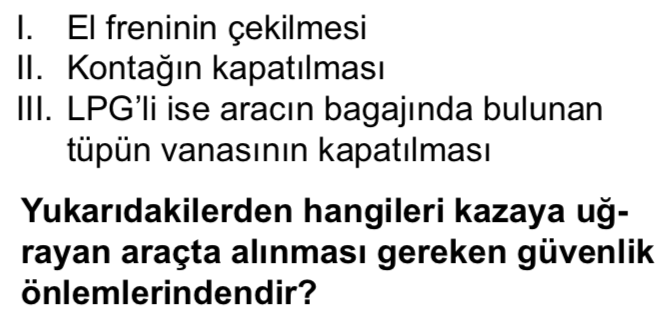 I. El freninin çekilmesi
II. Kontağın kapatılması
III. LPG'li ise aracın bagajında bulunan
tüpün vanasının kapatılması
Yukarıdakilerden hangileri kazaya uğ-
rayan araçta alınması gereken güvenlik
önlemlerindendir?